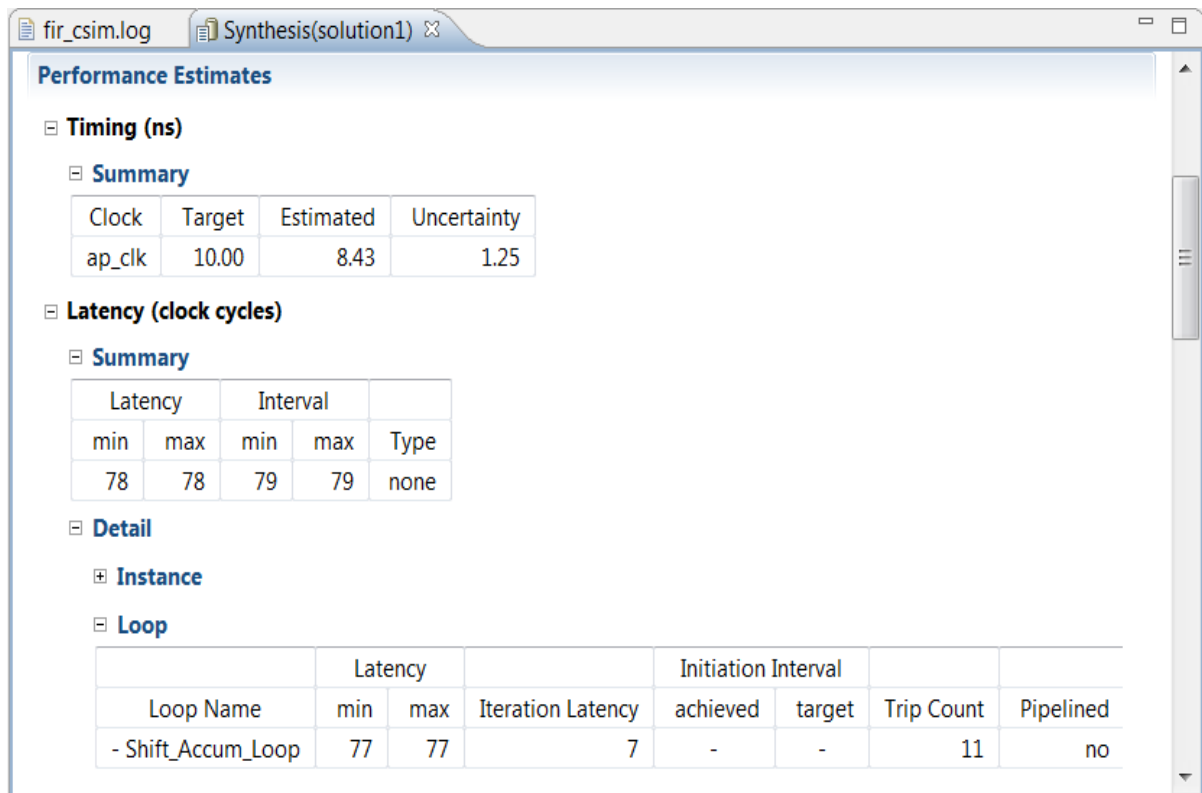 fir_csim.log Synthesis(solution1)
Performance Estimates
Timing (ns)
Summary
Clock Target Estimated Uncertainty
ap_clk 10.00 8.43 1.25
Latency (clock cycles)
Summary
Latency Interval
min max min max Type
78 78 79 79 none
Detail
Instance
Loop
Latency Initiation Interval
Loop Name min max Iteration Latency achieved target Trip Count Pipelined
- Shift_Accum_Loop 77 77 7 - - 11 no